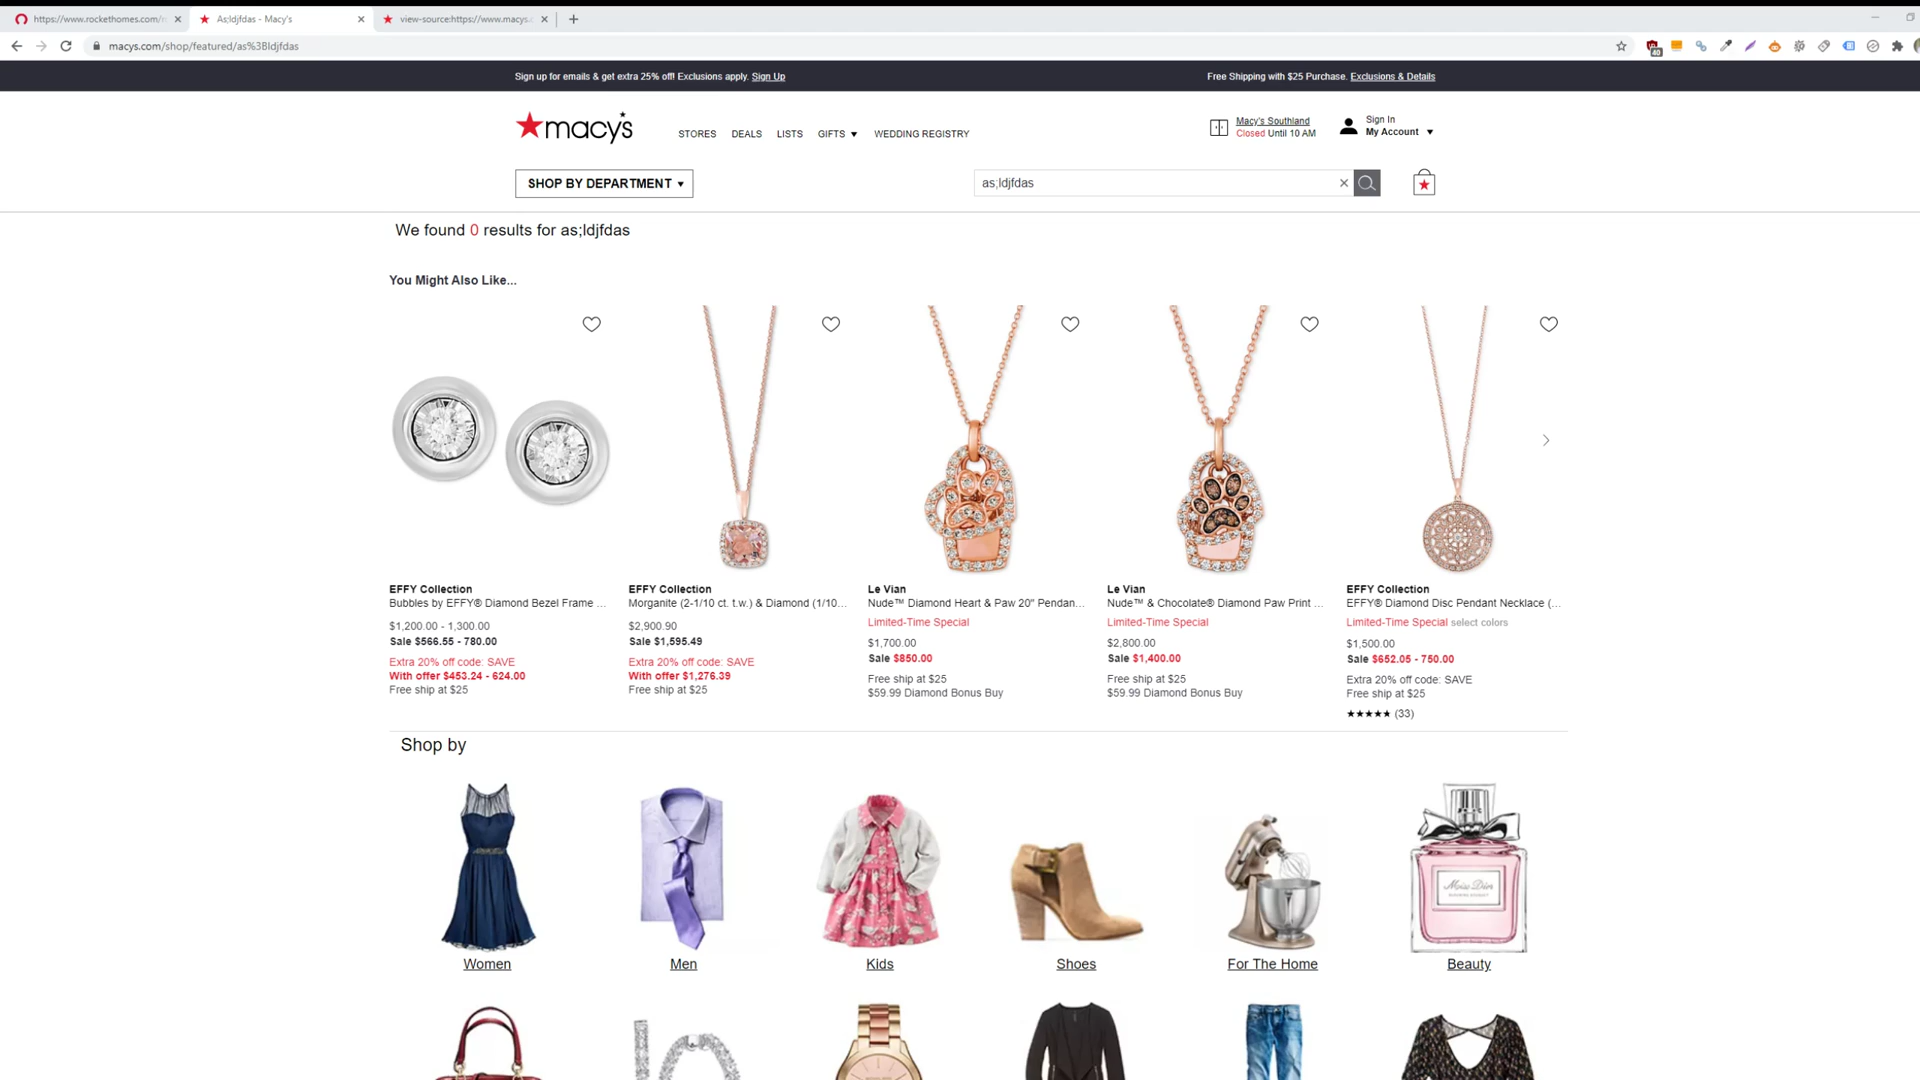 https://www.rockethomes.com/r
As;ldjfdas - Macy's
view-source:https://www.macys.
macys.com/shop/featured/as%3Bldjfdas
40
Sign up for emails & get extra 25% off! Exclusions apply. Sign Up
Free Shipping with $25 Purchase. Exclusions & Details
macy's
STORES DEALS LISTS GIFTS WEDDING REGISTRY
Macy's Southland
Closed Until 10 AM
Sign In
My Account
SHOP BY DEPARTMENT
as;ldjfdas
We found 0 results for as;ldjfdas
You Might Also Like...
EFFY Collection
Bubbles by EFFY® Diamond Bezel Frame ...
$1,200.00 - 1,300.00
Sale $566.55 - 780.00
Extra 20% off code: SAVE
With offer $453.24 - 624.00
Free ship at $25
EFFY Collection
Morganite (2-1/10 ct. t.w.) & Diamond (1/10...
$2,900.90
Sale $1,595.49
Extra 20% off code: SAVE
With offer $1,276.39
Free ship at $25
Le Vian
Nude™ Diamond Heart & Paw 20" Pendan...
Limited-Time Special
$1,700.00
Sale $850.00
Free ship at $25
$59.99 Diamond Bonus Buy
Le Vian
Nude™ & Chocolate® Diamond Paw Print ...
Limited-Time Special
$2,800.00
Sale $1,400.00
Free ship at $25
$59.99 Diamond Bonus Buy
EFFY Collection
EFFY® Diamond Disc Pendant Necklace (...
Limited-Time Special select colors
$1,500.00
Sale $652.05 - 750.00
Extra 20% off code: SAVE
Free ship at $25
(33)
Shop by
Miss Dior
Women
Men
Kids
Shoes
For The Home
Beauty